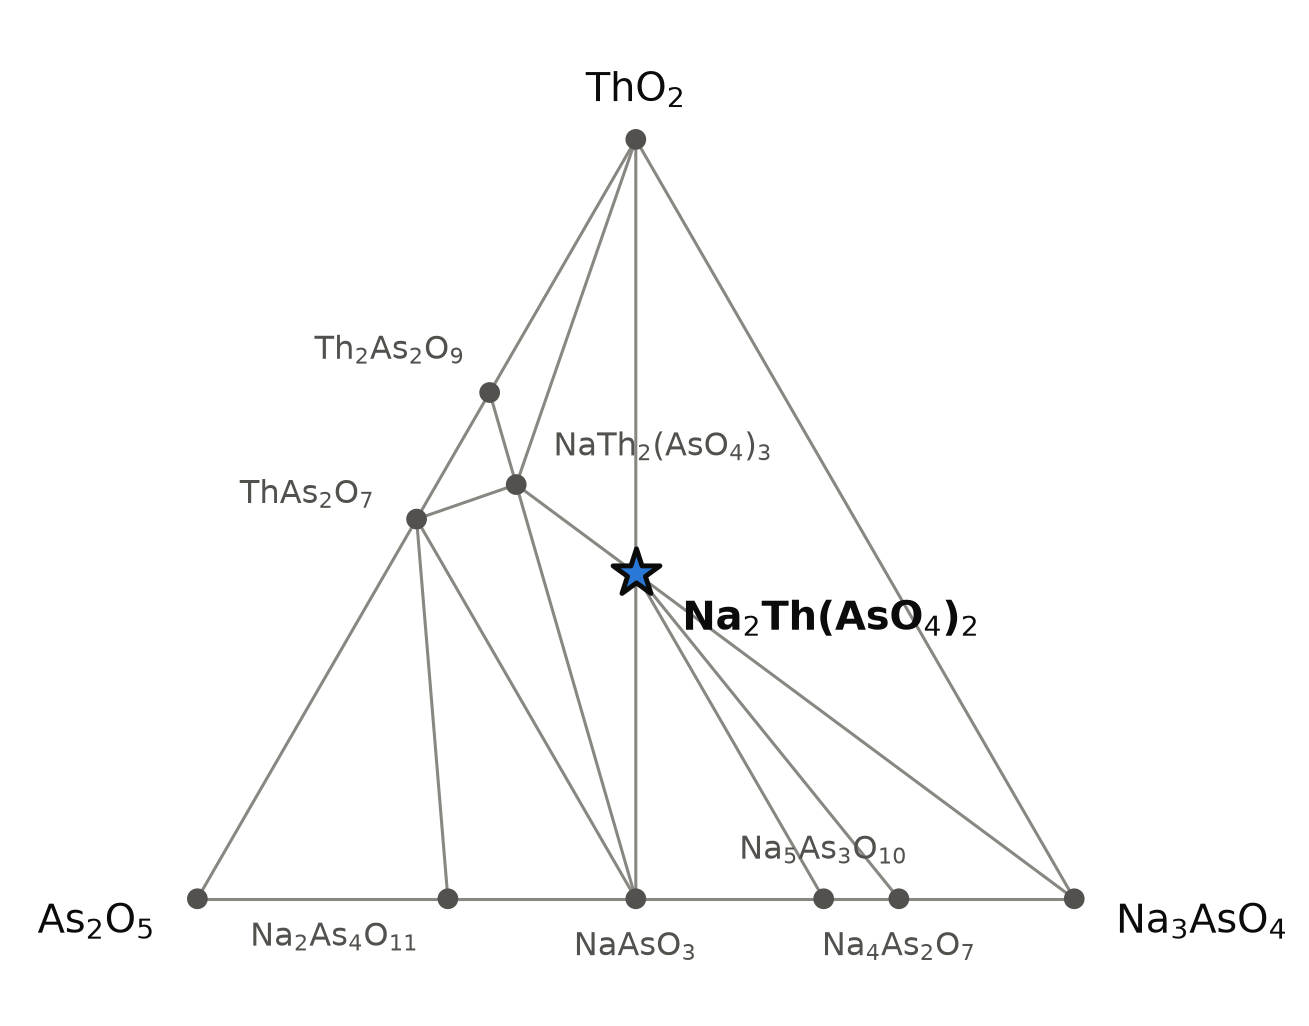 ThO₂
Th₂As₂O₉
NaTh₂(AsO₄)₃
ThAs₂O₇
Na₂Th(AsO₄)₂
Na₅As₃O₁₀
As₂O₅
Na₃AsO₄
Na₂As₄O₁₁
NaAsO₃
Na₄As₂O₇